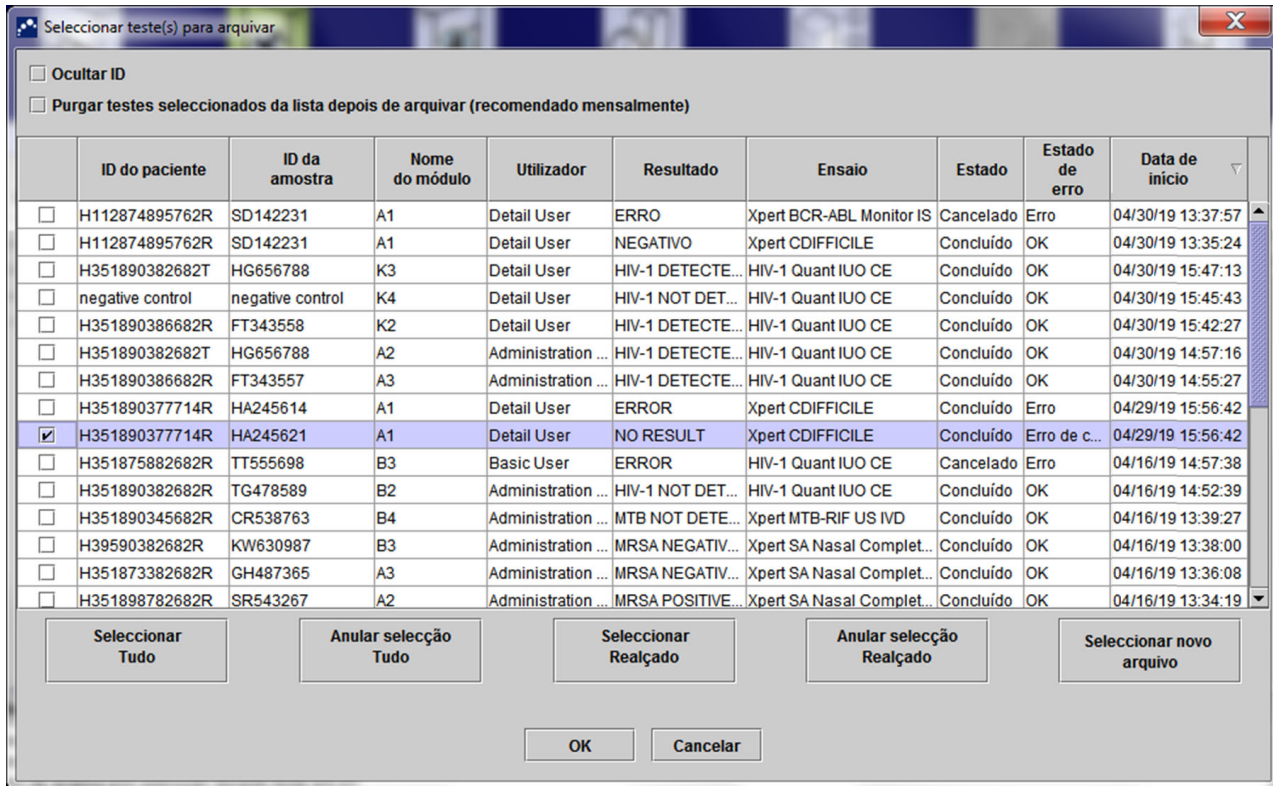 Seleccionar teste(s) para arquivar
Ocultar ID
Purgar testes seleccionados da lista depois de arquivar (recomendado mensalmente)
ID do paciente ID da amostra Nome do módulo Utilizador Resultado Ensaio Estado Estado de erro Data de início
H112874895762R SD142231 A1 Detail User ERRO Xpert BCR-ABL Monitor IS Cancelado Erro 04/30/19 13:37:57
H112874895762R SD142231 A1 Detail User NEGATIVO Xpert CDIFFICILE Concluído OK 04/30/19 13:35:24
H351890382682T HG656788 K3 Detail User HIV-1 DETECTE... HIV-1 Quant IUO CE Concluído OK 04/30/19 15:47:13
negative control negative control K4 Detail User HIV-1 NOT DET... HIV-1 Quant IUO CE Concluído OK 04/30/19 15:45:43
H351890386682R FT343558 K2 Detail User HIV-1 DETECTE... HIV-1 Quant IUO CE Concluído OK 04/30/19 15:42:27
H351890382682T HG656788 A2 Administration ... HIV-1 DETECTE... HIV-1 Quant IUO CE Concluído OK 04/30/19 14:57:16
H351890386682R FT343557 A3 Administration ... HIV-1 DETECTE... HIV-1 Quant IUO CE Concluído OK 04/30/19 14:55:27
H351890377714R HA245614 A1 Detail User ERROR Xpert CDIFFICILE Concluído Erro 04/29/19 15:56:42
H351890377714R HA245621 A1 Detail User NO RESULT Xpert CDIFFICILE Concluído Erro de c... 04/29/19 15:56:42
H351875882682R TT555698 B3 Basic User ERROR HIV-1 Quant IUO CE Cancelado Erro 04/16/19 14:57:38
H351890382682R TG478589 B2 Administration ... HIV-1 NOT DET... HIV-1 Quant IUO CE Concluído OK 04/16/19 14:52:39
H351890345682R CR538763 B4 Administration ... MTB NOT DETE... Xpert MTB-RIF US IVD Concluído OK 04/16/19 13:39:27
H39590382682R KW630987 B3 Administration ... MRSA NEGATIV... Xpert SA Nasal Complet... Concluído OK 04/16/19 13:38:00
H351873382682R GH487365 A3 Administration ... MRSA NEGATIV... Xpert SA Nasal Complet... Concluído OK 04/16/19 13:36:08
H351898782682R SR543267 A2 Administration ... MRSA POSITIVE... Xpert SA Nasal Complet... Concluído OK 04/16/19 13:34:19
Seleccionar Tudo
Anular selecção Tudo
Seleccionar Realçado
Anular selecção Realçado
Seleccionar novo arquivo
OK
Cancelar